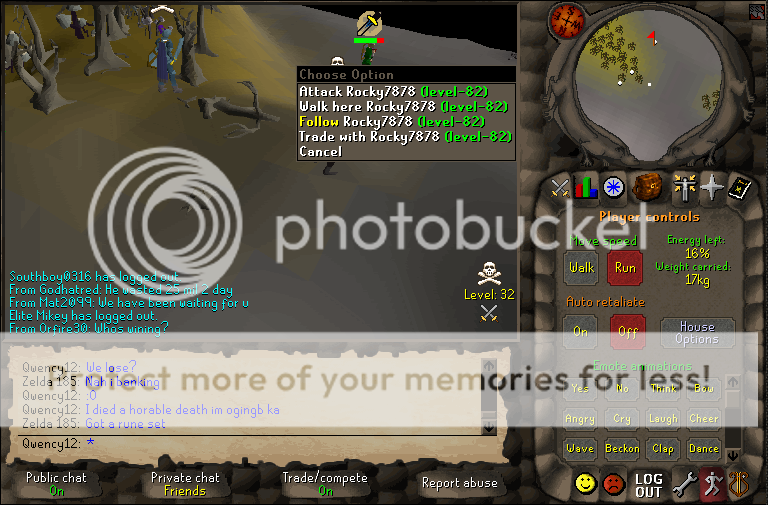 Choose Option
Attack Rocky7878 (level-82)
Walk here Rocky7878 (level-82)
Follow Rocky7878 (level-82)
Trade with Rocky7878 (level-82)
Cancel
photobucket
Southboy0316 has logged out.
From Godhatred: He wasted 25 mil 2 day
From Mat2099: We have been waiting for u
Elite Mikey has logged out.
From Orfire30: Whos wining?
Level: 32
Player controls
Move speed
Energy left:
16%
Walk
Run
Weight carried:
17kg
Auto retaliate
On
Off
House
Options
Protect more of your memories for less!
Qwency12: We lose?
Zelda 185: Nah i banking
Qwency12: :O
Qwency12: I died a horable death im ogingb ka
Zelda 185: Got a rune set
Qwency12: *
Emote animations
Yes
No
Think
Bow
Angry
Cry
Laugh
Cheer
Wave
Beckon
Clap
Dance
Public chat
On
Private chat
Friends
Trade/compete
On
Report abuse
LOG
OUT